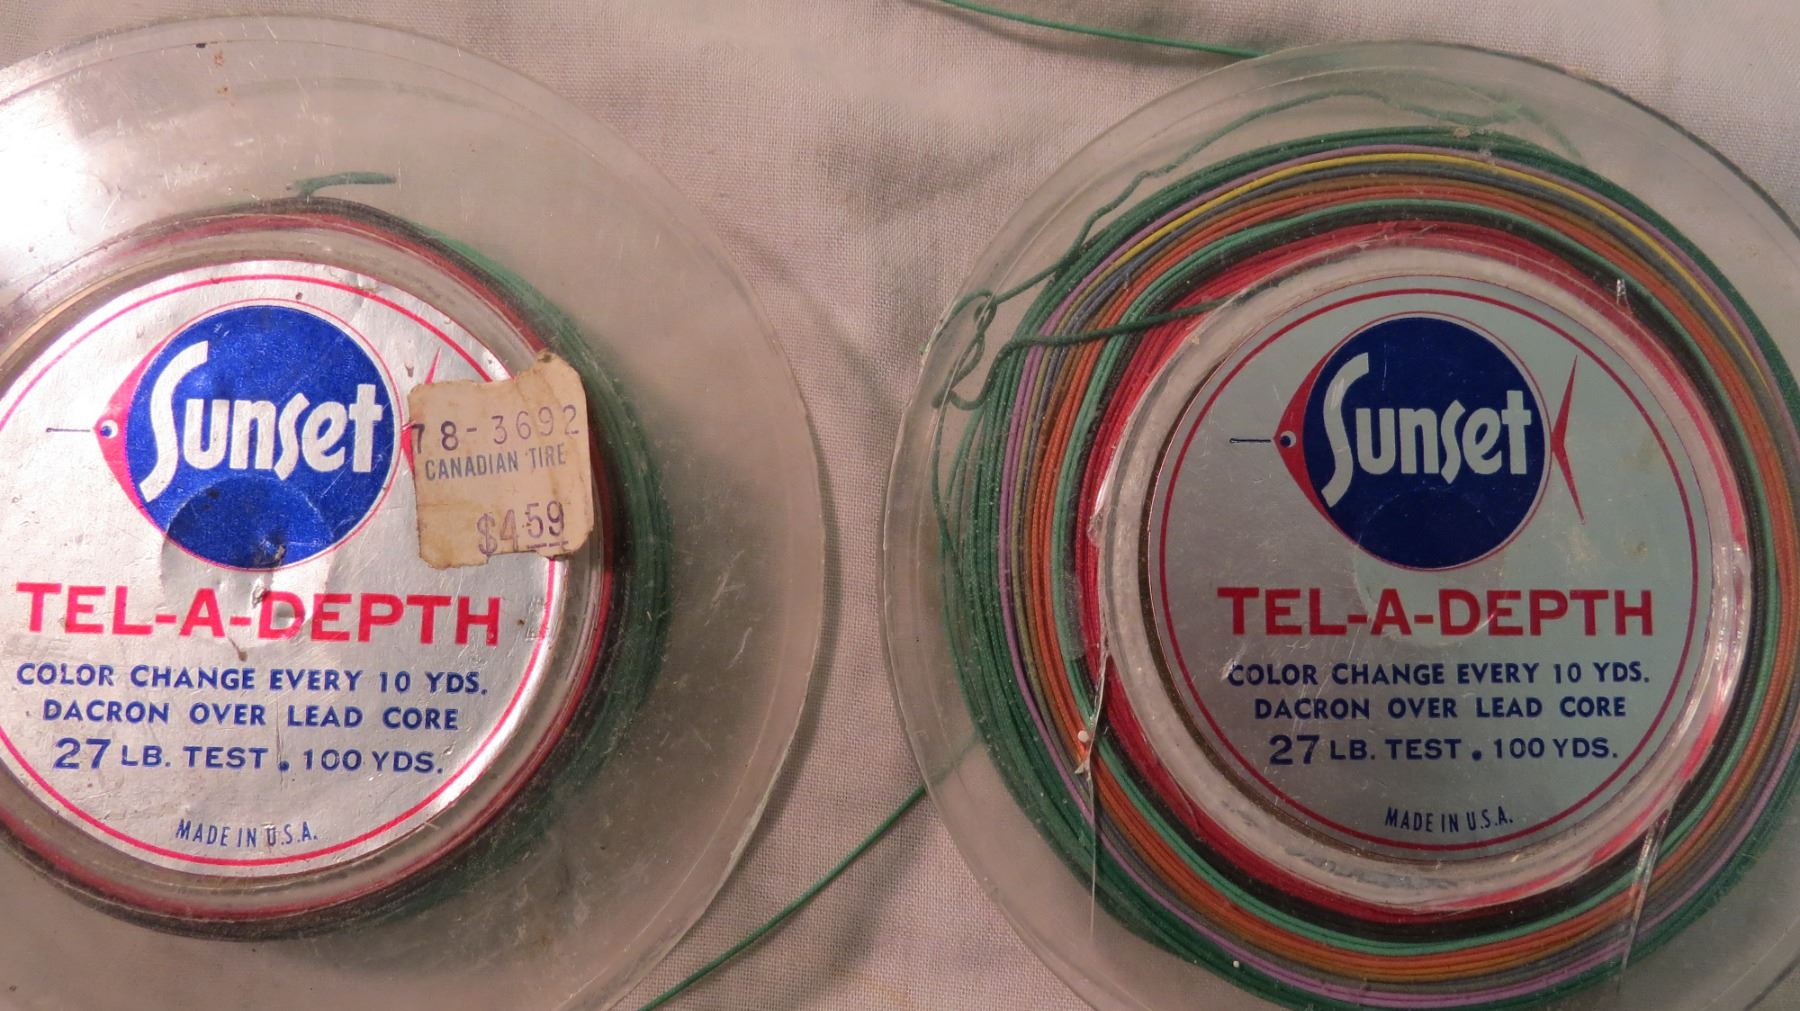 Sunset
78-3692
CANADIAN TIRE
$4.59
TEL-A-DEPTH
COLOR CHANGE EVERY 10 YDS.
DACRON OVER LEAD CORE
27 LB. TEST . 100 YDS.
MADE IN U.S.A.
Sunset
TEL-A-DEPTH
COLOR CHANGE EVERY 10 YDS.
DACRON OVER LEAD CORE
27 LB. TEST . 100 YDS.
MADE IN U.S.A.